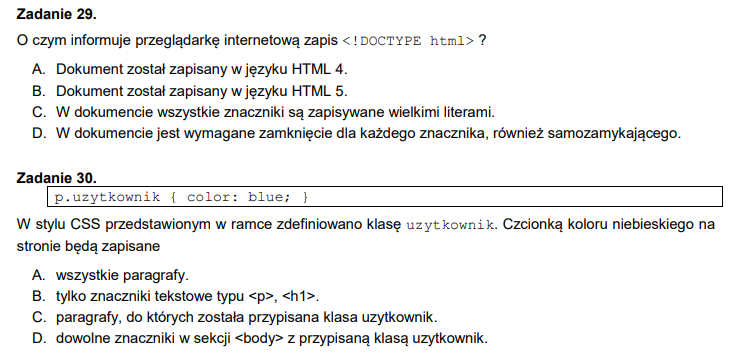 Zadanie 29.
O czym informuje przeglądarkę internetową zapis <!DOCTYPE html> ?
A. Dokument został zapisany w języku HTML 4.
B. Dokument został zapisany w języku HTML 5.
C. W dokumencie wszystkie znaczniki są zapisywane wielkimi literami.
D. W dokumencie jest wymagane zamknięcie dla każdego znacznika, również samozamykającego.
Zadanie 30.
p.uzytkownik { color: blue; }
W stylu CSS przedstawionym w ramce zdefiniowano klasę uzytkownik. Czcionką koloru niebieskiego na
stronie będą zapisane
A. wszystkie paragrafy.
B. tylko znaczniki tekstowe typu <p>, <h1>.
C. paragrafy, do których została przypisana klasa uzytkownik.
D. dowolne znaczniki w sekcji <body> z przypisaną klasą uzytkownik.